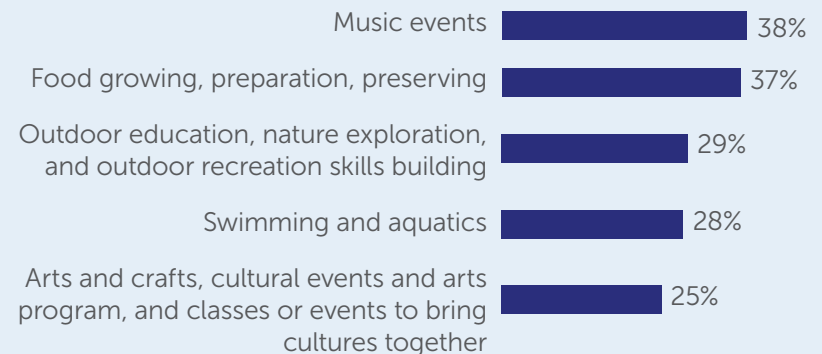 Music events
38%
Food growing, preparation, preserving
37%
Outdoor education, nature exploration,
and outdoor recreation skills building
29%
Swimming and aquatics
28%
Arts and crafts, cultural events and arts
program, and classes or events to bring
cultures together
25%